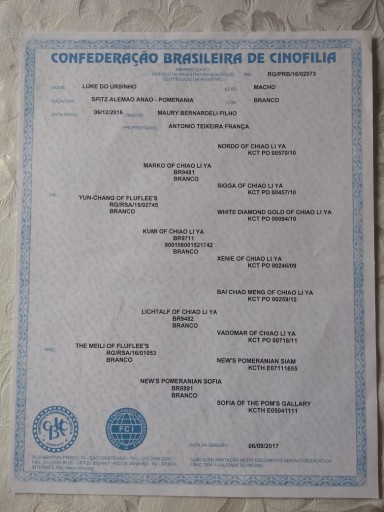 CONFEDERAÇÃO BRASILEIRA DE CINOFILIA
RG/PRB/16/02573
CERTIFICADO DE REGISTRO
NOME LUKE DO URSINHO SEXO MACHO
RAÇA SPITZ ALEMAO ANAO - POMERANIA COR BRANCO
06/12/2016 MAURY BERNARDELI FILHO
PROPRIETÁRIO ANTONIO TEIXEIRA FRANÇA
NORDO OF CHIAO LI YA
KCT PO 00570/10
MARKO OF CHIAO LI YA
BR9481
BRANCO
SIGGA OF CHIAO LI YA
KCT PO 00457/10
PAI YUN-CHANG OF FLUFLEE'S
RG/RSA/15/02745
BRANCO
WHITE DIAMOND GOLD OF CHIAO LI YA
KCT PO 00094/10
KUMI OF CHIAO LI YA
BR9711
900108001521742
BRANCO
XENIE OF CHIAO LI YA
KCT PO 00246/09
BAI CHAO MENG OF CHIAO LI YA
KCT PO 00259/12
LICHTALF OF CHIAO LI YA
BR9482
BRANCO
VADOMAR OF CHIAO LI YA
KCT PO 00718/11
MÃE THE MEILI OF FLUFLEE'S
RG/RSA/16/01053
BRANCO
NEW'S POMERANIAN SIAM
KCTH E07111655
NEW'S POMERANIAN SOFIA
BR8891
BRANCO
SOFIA OF THE POM'S GALLARY
KCTH E05041111
CBKC
FCI
DATA DA EMISSÃO 06/09/2017